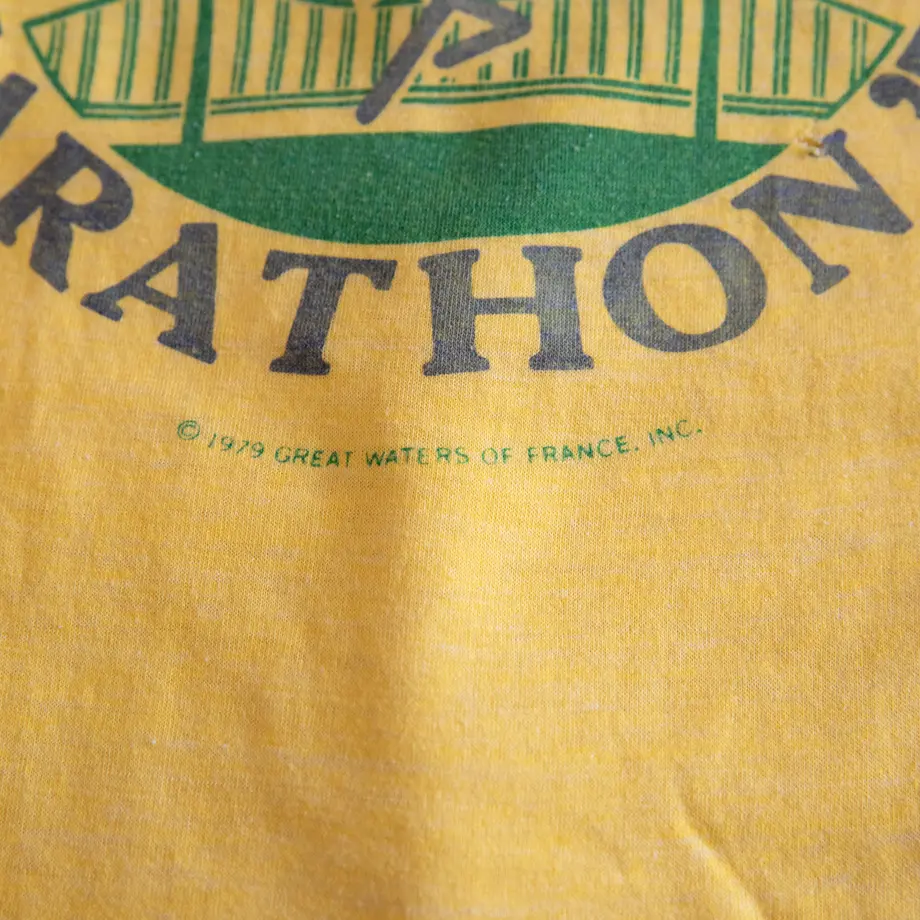 RATHON
© 1979 GREAT WATERS OF FRANCE, INC.